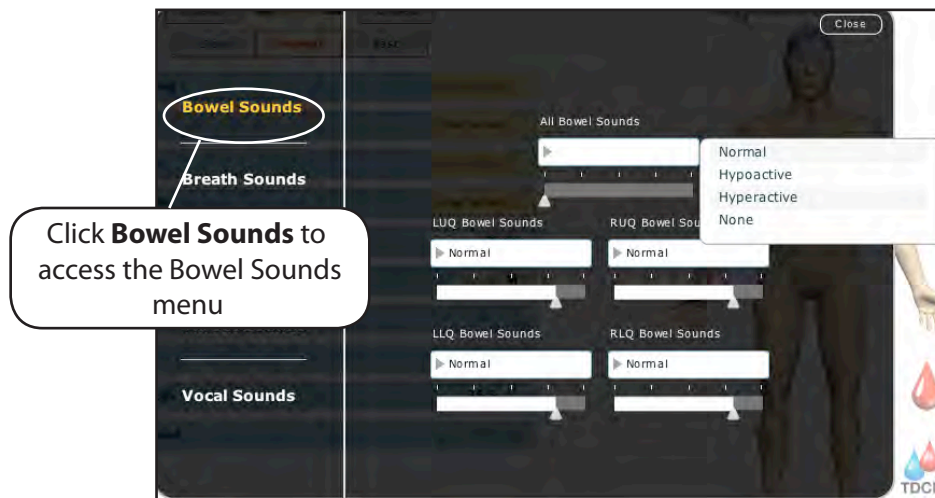 Close
Bowel Sounds
All Bowel Sounds
Normal
Hypoactive
Hyperactive
None
Breath Sounds
LUQ Bowel Sounds
RUQ Bowel
Normal
Normal
Click Bowel Sounds to
access the Bowel Sounds
menu
LLQ Bowel Sounds
RLQ Bowel Sounds
Normal
Normal
Vocal Sounds